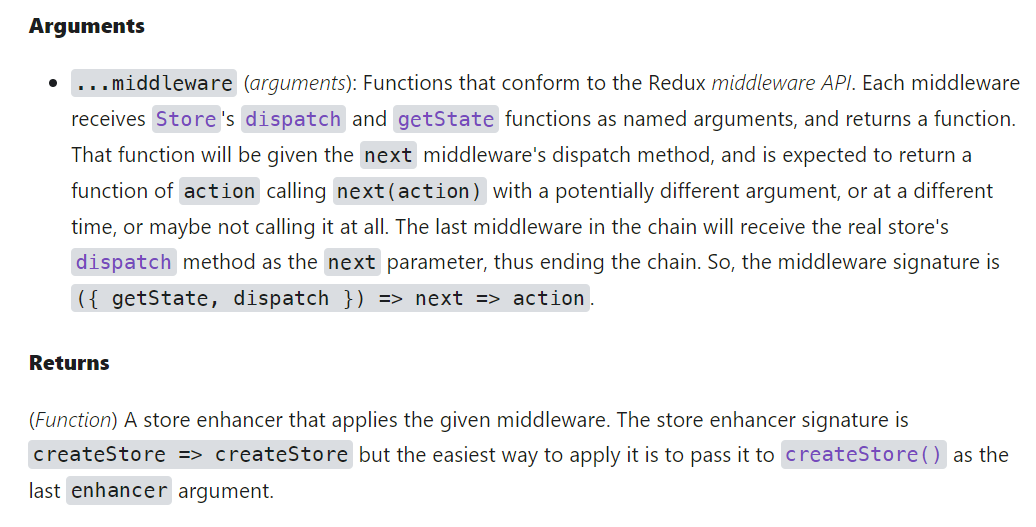 Arguments
• ...middleware (arguments): Functions that conform to the Redux middleware API. Each middleware
receives Store's dispatch and getState functions as named arguments, and returns a function.
That function will be given the next middleware's dispatch method, and is expected to return a
function of action calling next(action) with a potentially different argument, or at a different
time, or maybe not calling it at all. The last middleware in the chain will receive the real store's
dispatch method as the next parameter, thus ending the chain. So, the middleware signature is
({ getState, dispatch }) => next => action.
Returns
(Function) A store enhancer that applies the given middleware. The store enhancer signature is
createStore => createStore but the easiest way to apply it is to pass it to createStore() as the
last enhancer argument.